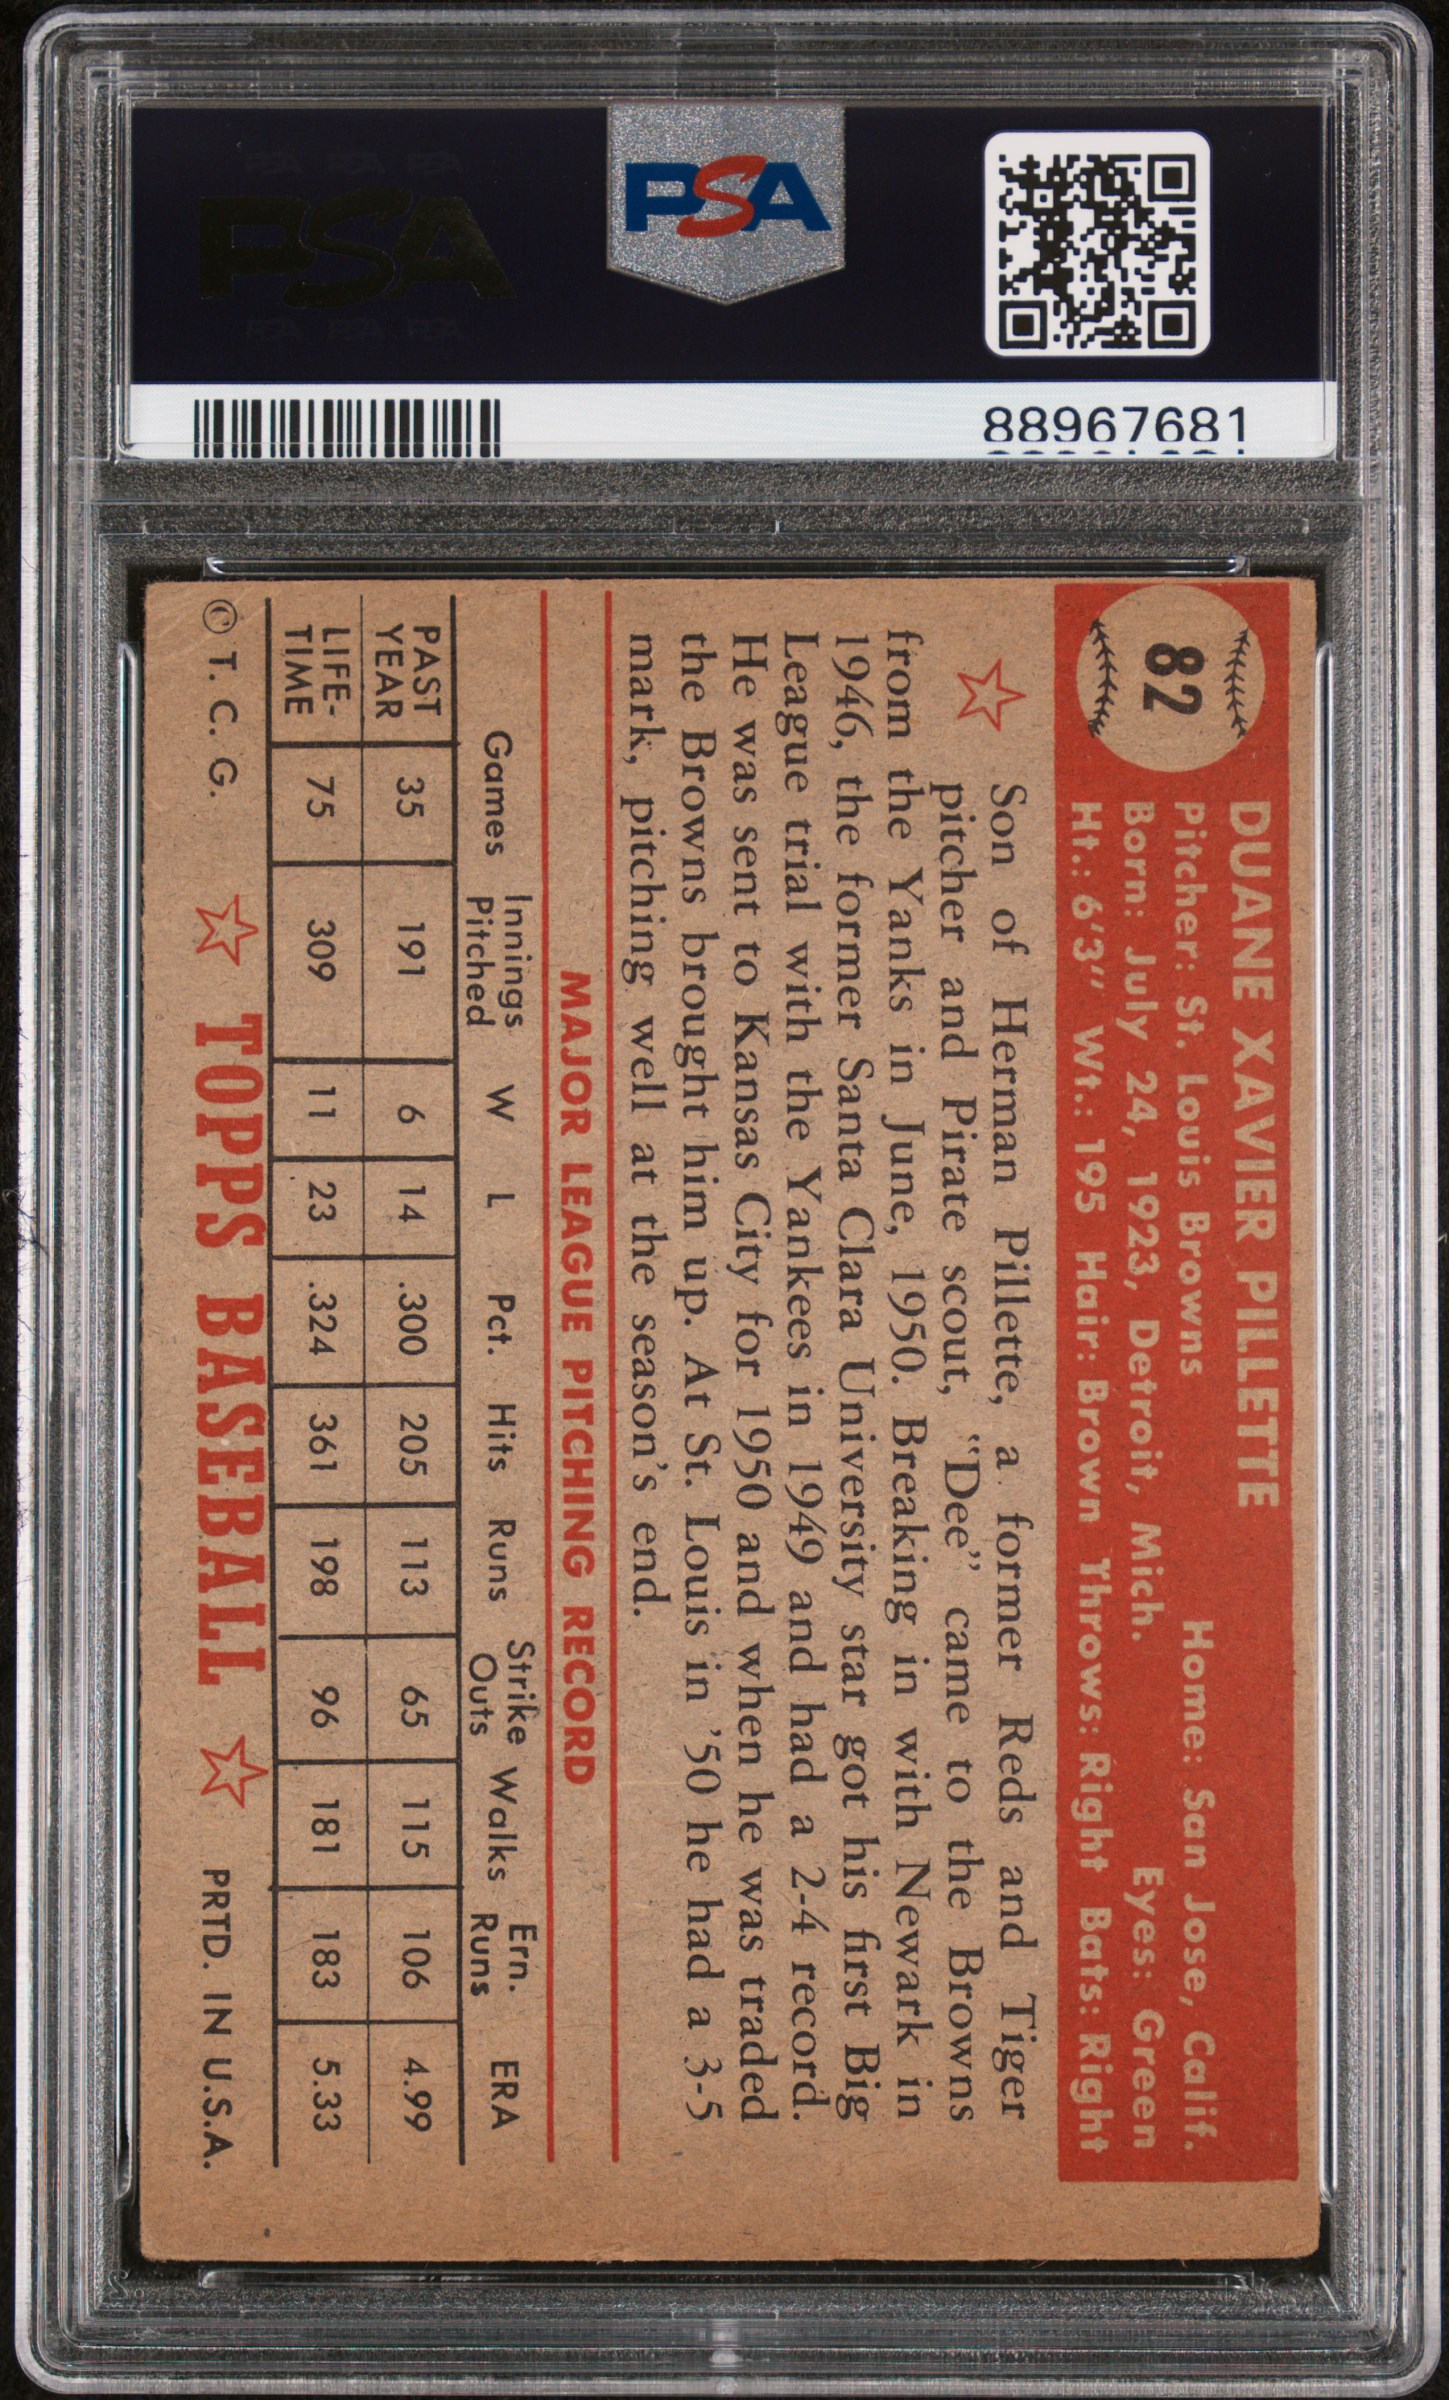 PSA
PSA PSA PSA
PSA
PSA PSA PSA
88967681
82
DUANE XAVIER PILLETTE
Pitcher: St. Louis Browns Home: San Jose, Calif.
Born: July 24, 1923, Detroit, Mich. Eyes: Green
Ht.: 6'3" Wt.: 195 Hair: Brown Throws: Right Bats: Right
Son of Herman Pillette, a former Reds and Tiger
pitcher and Pirate scout, "Dee" came to the Browns
from the Yanks in June, 1950. Breaking in with Newark in
1946, the former Santa Clara University star got his first Big
League trial with the Yankees in 1949 and had a 2-4 record.
He was sent to Kansas City for 1950 and when he was traded
the Browns brought him up. At St. Louis in '50 he had a 3-5
mark, pitching well at the season's end.
MAJOR LEAGUE PITCHING RECORD
Games Innings Pitched W L Pct. Hits Runs Strike Outs Walks Ern. Runs ERA
PAST YEAR 35 191 6 14 .300 205 113 65 115 106 4.99
LIFE-TIME 75 309 11 23 .324 361 198 96 181 183 5.33
© T. C. G. TOPPS BASEBALL PRTD. IN U.S.A.